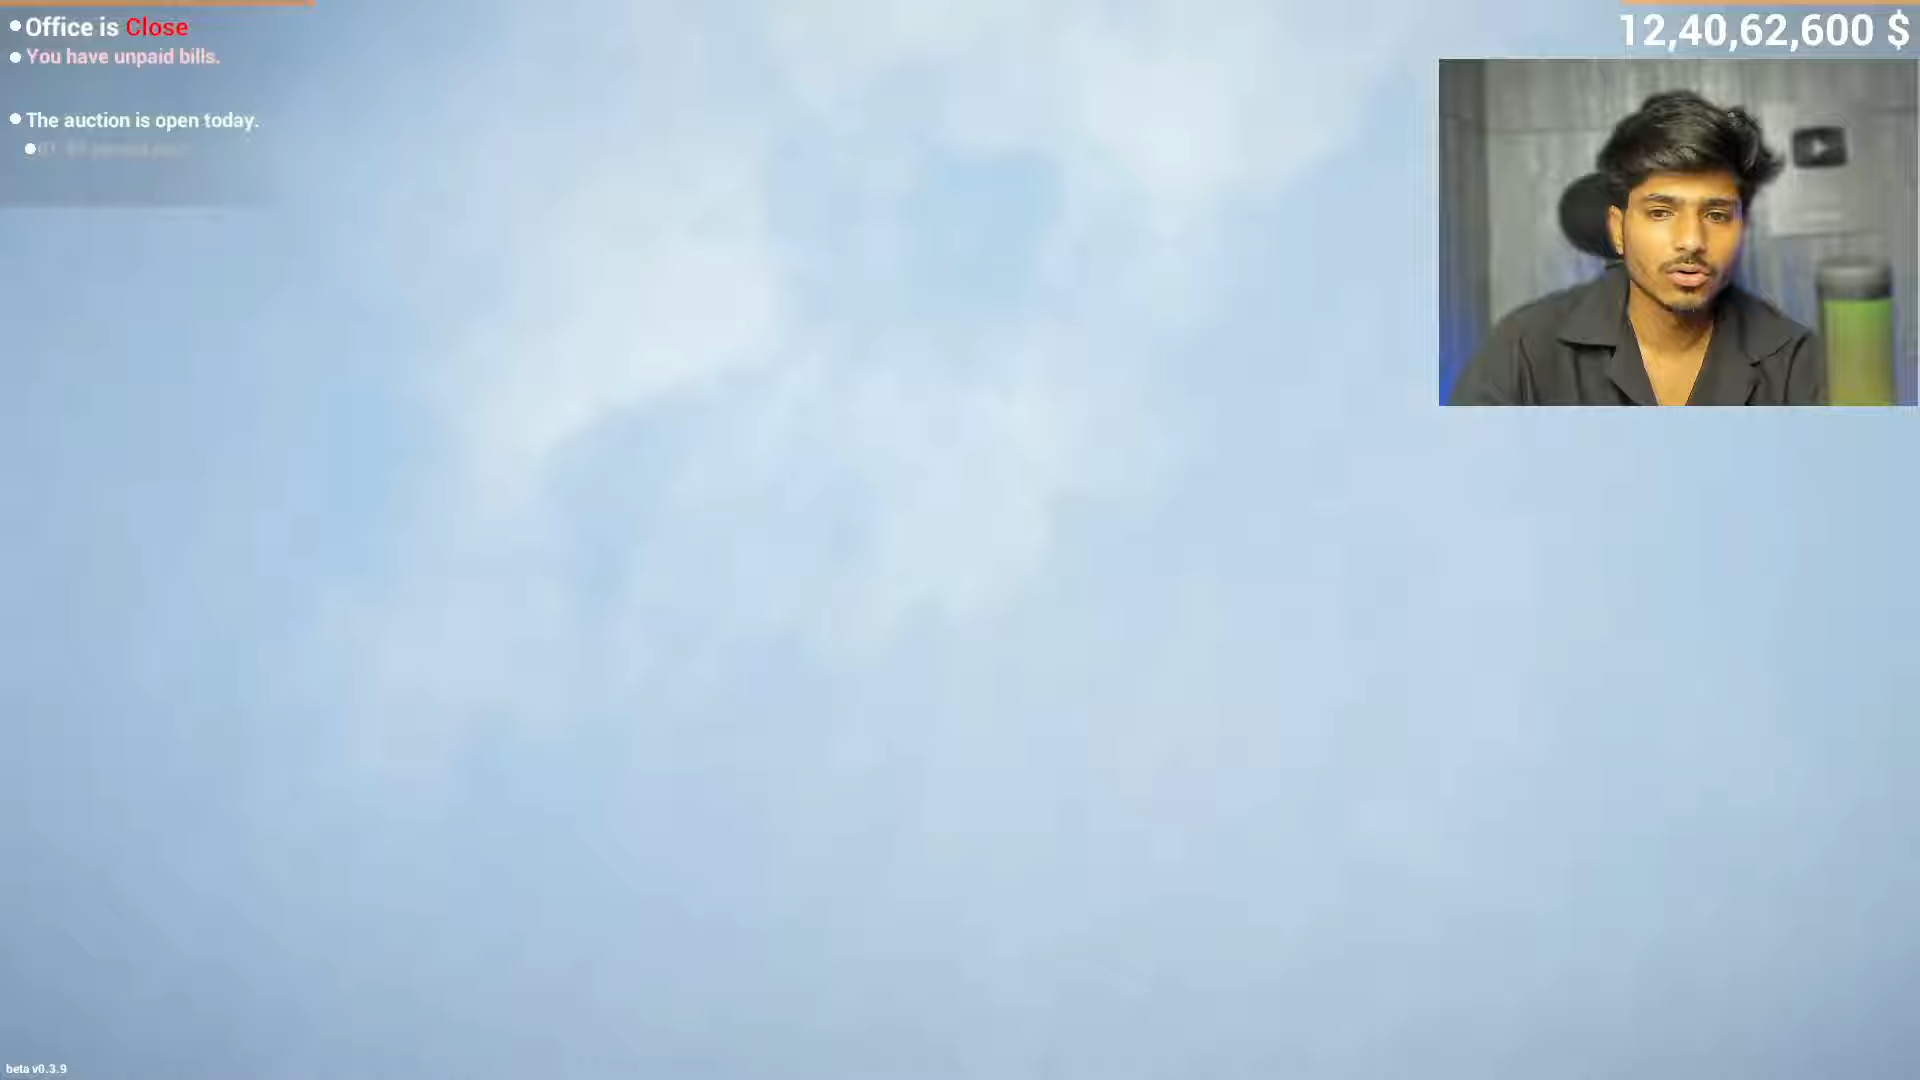 Office is Close
12,40,62,600 $
You have unpaid bills.
The auction is open today.
beta v0.3.9